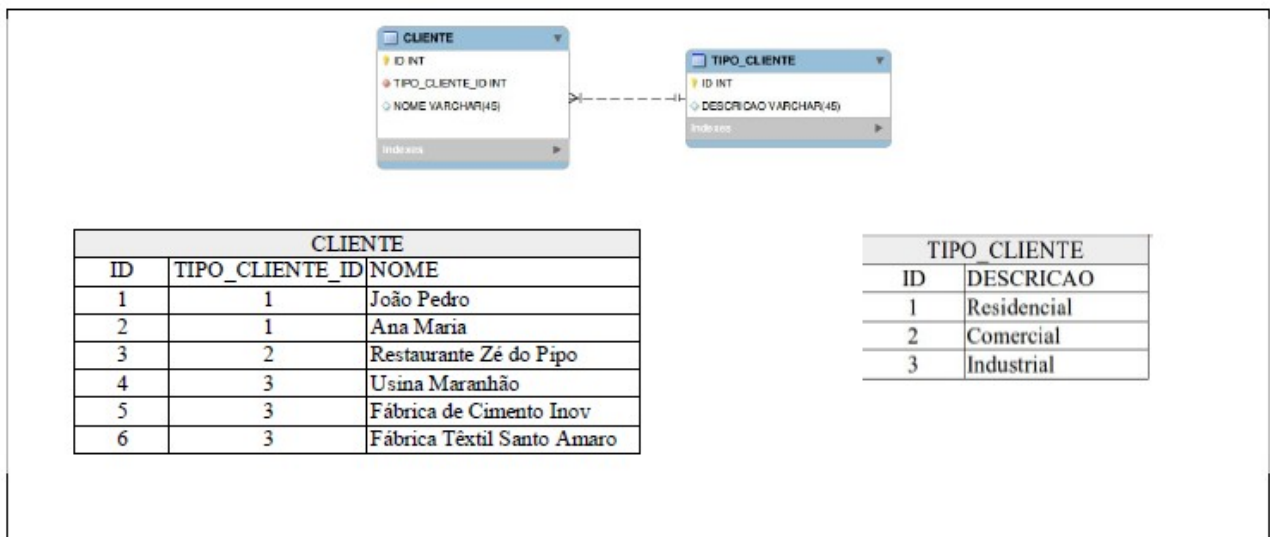 CLIENTE
ID INT
TIPO_CLIENTE_ID INT
NOME VARCHAR(45)
Indexes
TIPO_CLIENTE
ID INT
DESCRICAO VARCHAR(45)
Indexes
CLIENTE
ID TIPO_CLIENTE_ID NOME
1 1 João Pedro
2 1 Ana Maria
3 2 Restaurante Zé do Pipo
4 3 Usina Maranhão
5 3 Fábrica de Cimento Inov
6 3 Fábrica Têxtil Santo Amaro
TIPO_CLIENTE
ID DESCRICAO
1 Residencial
2 Comercial
3 Industrial